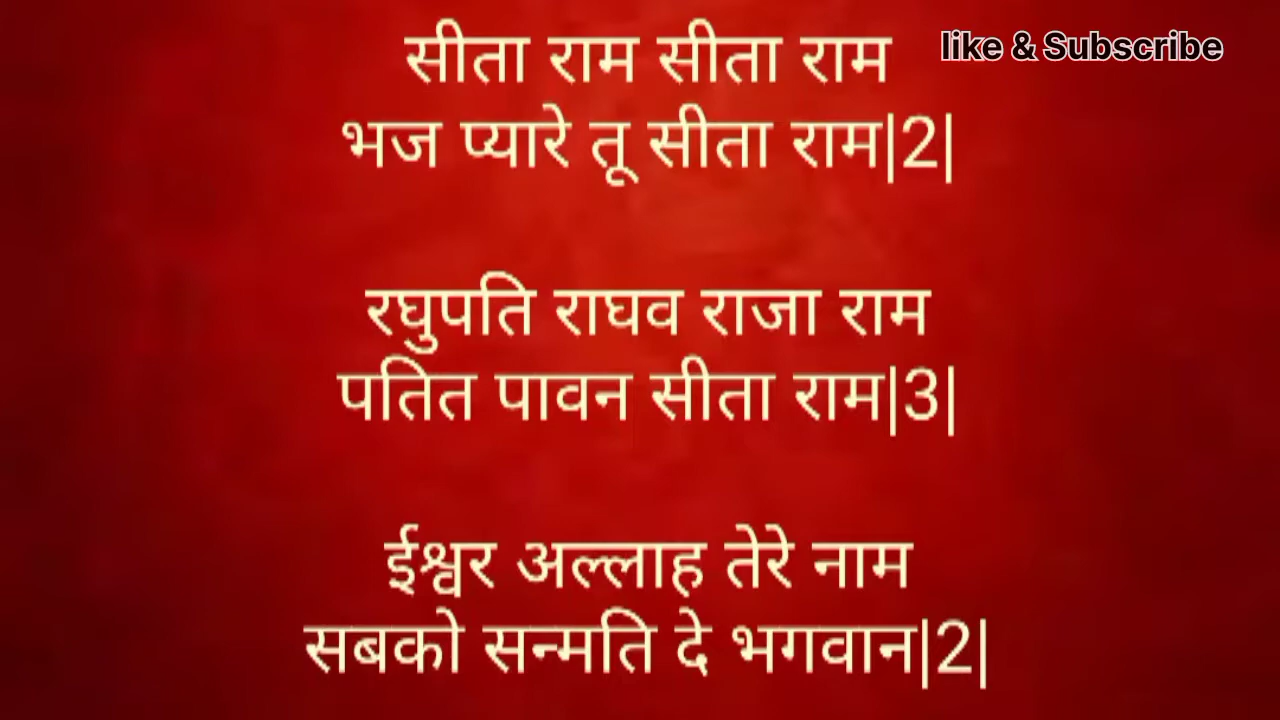 सीता राम सीता राम
like & Subscribe
भज प्यारे तू सीता राम|2|
रघुपति राघव राजा राम
पतित पावन सीता राम|3|
ईश्वर अल्लाह तेरे नाम
सबको सन्मति दे भगवान|2|